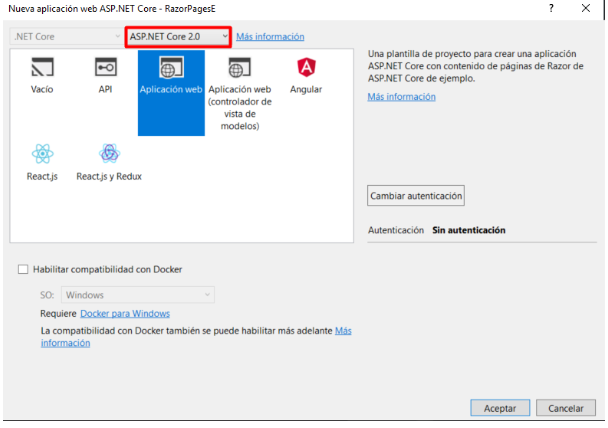 Nueva aplicación web ASP.NET Core - RazorPagesE
? X
.NET Core
ASP.NET Core 2.0
Más información
Vacío
API
Aplicación web
Aplicación web
(controlador de
vista de
modelos)
Angular
React.js
React.js y Redux
Una plantilla de proyecto para crear una aplicación
ASP.NET Core con contenido de páginas de Razor de
ASP.NET Core de ejemplo.
Más información
Cambiar autenticación
Autenticación Sin autenticación
Habilitar compatibilidad con Docker
SO: Windows
Requiere Docker para Windows
La compatibilidad con Docker también se puede habilitar más adelante Más
información
Aceptar
Cancelar